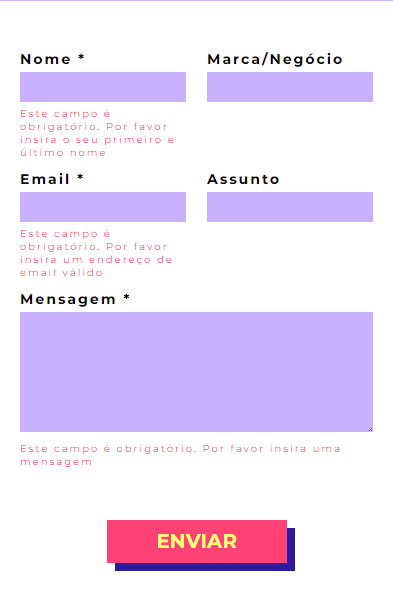 Nome *
Marca/Negócio
Este campo é
obrigatório. Por favor
insira o seu primeiro e
último nome
Email *
Assunto
Este campo é
obrigatório. Por favor
insira um endereço de
email válido
Mensagem *
Este campo é obrigatório. Por favor insira uma
mensagem
ENVIAR